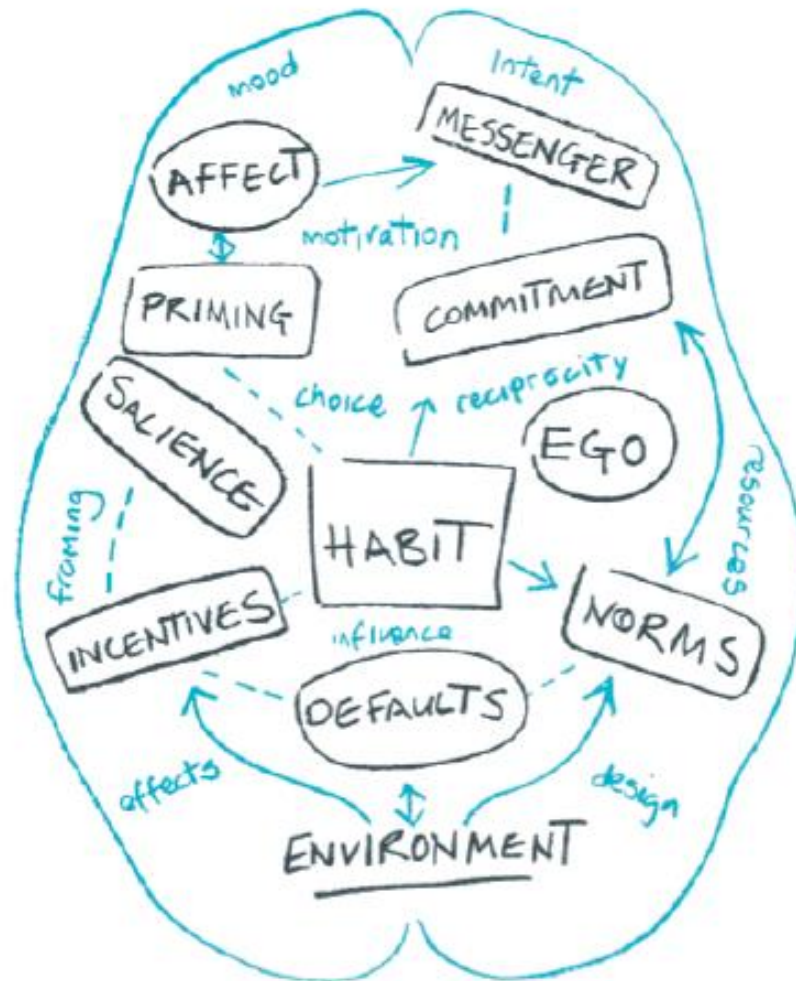 mood
Intent
MESSENGER
AFFECT
motivation
PRIMING
COMMITMENT
choice
reciprocity
SALIENCE
EGO
framing
resources
HABIT
INCENTIVES
NORMS
influence
DEFAULTS
effects
design
ENVIRONMENT